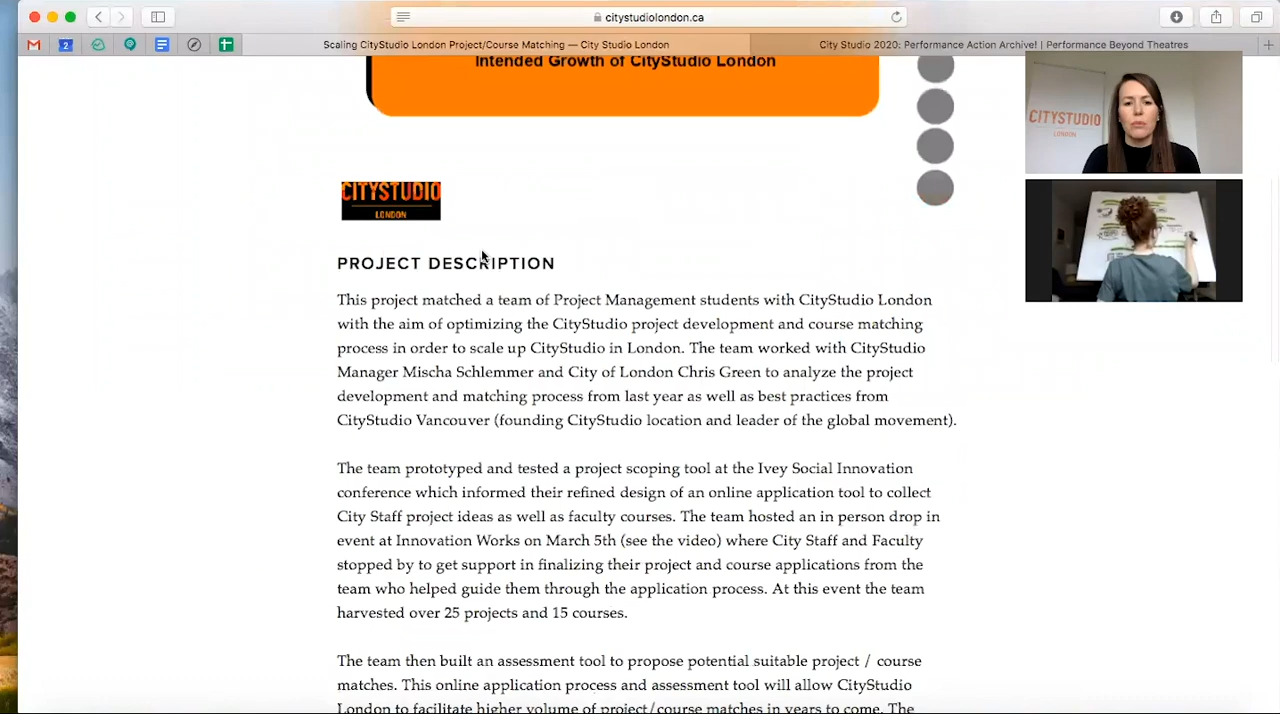 citystudiolondon.ca
2
Scaling CityStudio London Project/Course Matching — City Studio London
City Studio 2020: Performance Action Archive! | Performance Beyond Theatres
Intended Growth of CityStudio London
CITYSTUDIO
LONDON
CITYSTUDIO
LONDON
PROJECT DESCRIPTION
This project matched a team of Project Management students with CityStudio London
with the aim of optimizing the CityStudio project development and course matching
process in order to scale up CityStudio in London. The team worked with CityStudio
Manager Mischa Schlemmer and City of London Chris Green to analyze the project
development and matching process from last year as well as best practices from
CityStudio Vancouver (founding CityStudio location and leader of the global movement).
The team prototyped and tested a project scoping tool at the Ivey Social Innovation
conference which informed their refined design of an online application tool to collect
City Staff project ideas as well as faculty courses. The team hosted an in person drop in
event at Innovation Works on March 5th (see the video) where City Staff and Faculty
stopped by to get support in finalizing their project and course applications from the
team who helped guide them through the application process. At this event the team
harvested over 25 projects and 15 courses.
The team then built an assessment tool to propose potential suitable project / course
matches. This online application process and assessment tool will allow CityStudio
London to facilitate higher volume of project/course matches in years to come. The